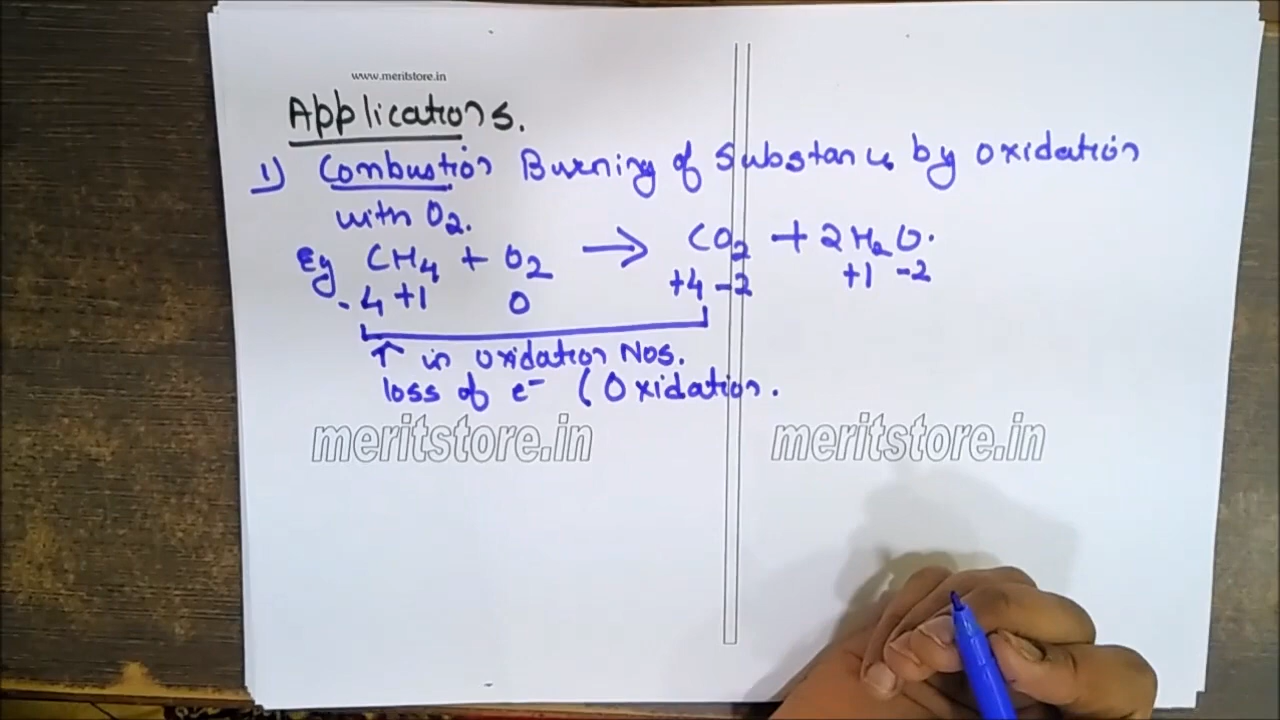 www.meritstore.in
Applications.
1) Combustion Burning of Substance by oxidation
with O₂.
Eg CH₄ + O₂ → CO₂ + 2H₂O.
-4 +1 0 +4 -2 +1 -2
↑ in oxidation Nos.
loss of e⁻ (Oxidation.
meritstore.in meritstore.in